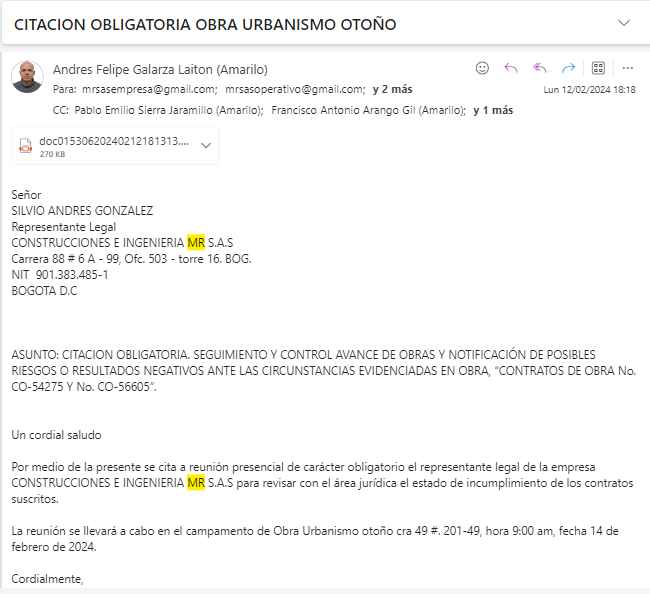 CITACION OBLIGATORIA OBRA URBANISMO OTOÑO
Andres Felipe Galarza Laiton (Amarilo)
Para: mrsasempresa@gmail.com; mrsasoperativo@gmail.com; y 2 más
Lun 12/02/2024 18:18
CC: Pablo Emilio Sierra Jaramillo (Amarilo); Francisco Antonio Arango Gil (Amarilo); y 1 más
doc01530620240212181313....
270 KB
Señor
SILVIO ANDRES GONZALEZ
Representante Legal
CONSTRUCCIONES E INGENIERIA MR S.A.S
Carrera 88 # 6 A - 99, Ofc. 503 - torre 16. BOG.
NIT 901.383.485-1
BOGOTA D.C
ASUNTO: CITACION OBLIGATORIA. SEGUIMIENTO Y CONTROL AVANCE DE OBRAS Y NOTIFICACIÓN DE POSIBLES
RIESGOS O RESULTADOS NEGATIVOS ANTE LAS CIRCUNSTANCIAS EVIDENCIADAS EN OBRA, “CONTRATOS DE OBRA No.
CO-54275 Y No. CO-56605”.
Un cordial saludo
Por medio de la presente se cita a reunión presencial de carácter obligatorio el representante legal de la empresa
CONSTRUCCIONES E INGENIERIA MR S.A.S para revisar con el área jurídica el estado de incumplimiento de los contratos
suscritos.
La reunión se llevará a cabo en el campamento de Obra Urbanismo otoño cra 49 #. 201-49, hora 9:00 am, fecha 14 de
febrero de 2024.
Cordialmente,